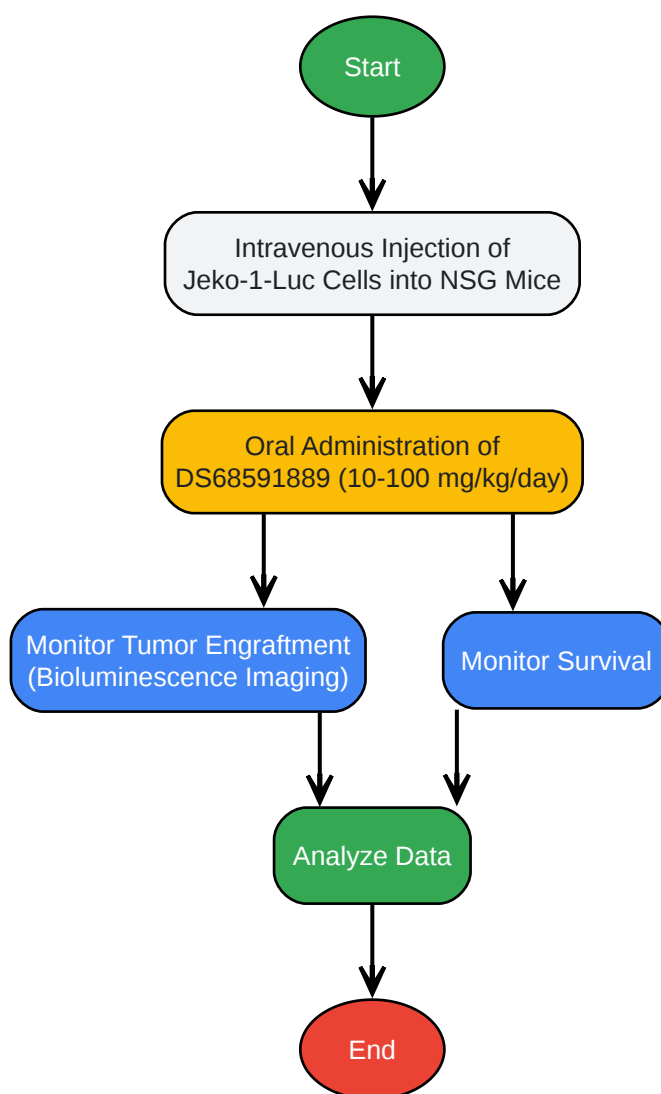 Start
Intravenous Injection of
Jeko-1-Luc Cells into NSG Mice
Oral Administration of
DS68591889 (10-100 mg/kg/day)
Monitor Tumor Engraftment
(Bioluminescence Imaging)
Monitor Survival
Analyze Data
End